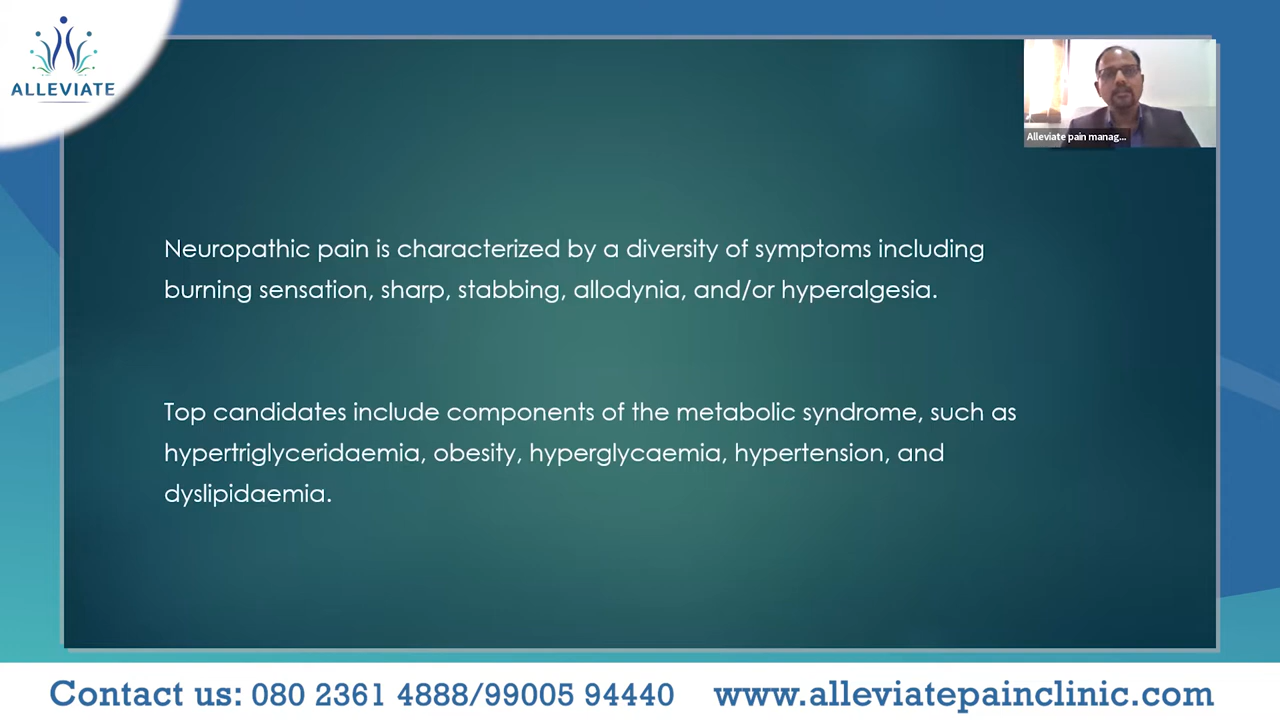 ALLEVIATE
Alleviate pain manag...
Neuropathic pain is characterized by a diversity of symptoms including
burning sensation, sharp, stabbing, allodynia, and/or hyperalgesia.
Top candidates include components of the metabolic syndrome, such as
hypertriglyceridaemia, obesity, hyperglycaemia, hypertension, and
dyslipidaemia.
Contact us: 080 2361 4888/99005 94440 www.alleviatepainclinic.com